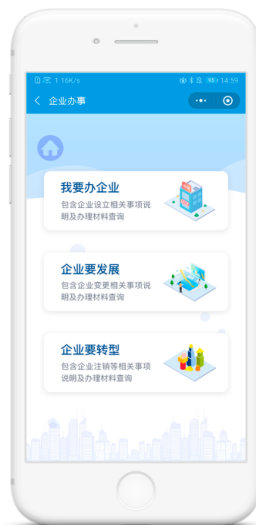 1.16K/s 14:59
企业办事
我要办企业
包含企业设立相关事项说
明及办理材料查询
企业要发展
包含企业变更相关事项说
明及办理材料查询
企业要转型
包含企业注销等相关事项
说明及办理材料查询